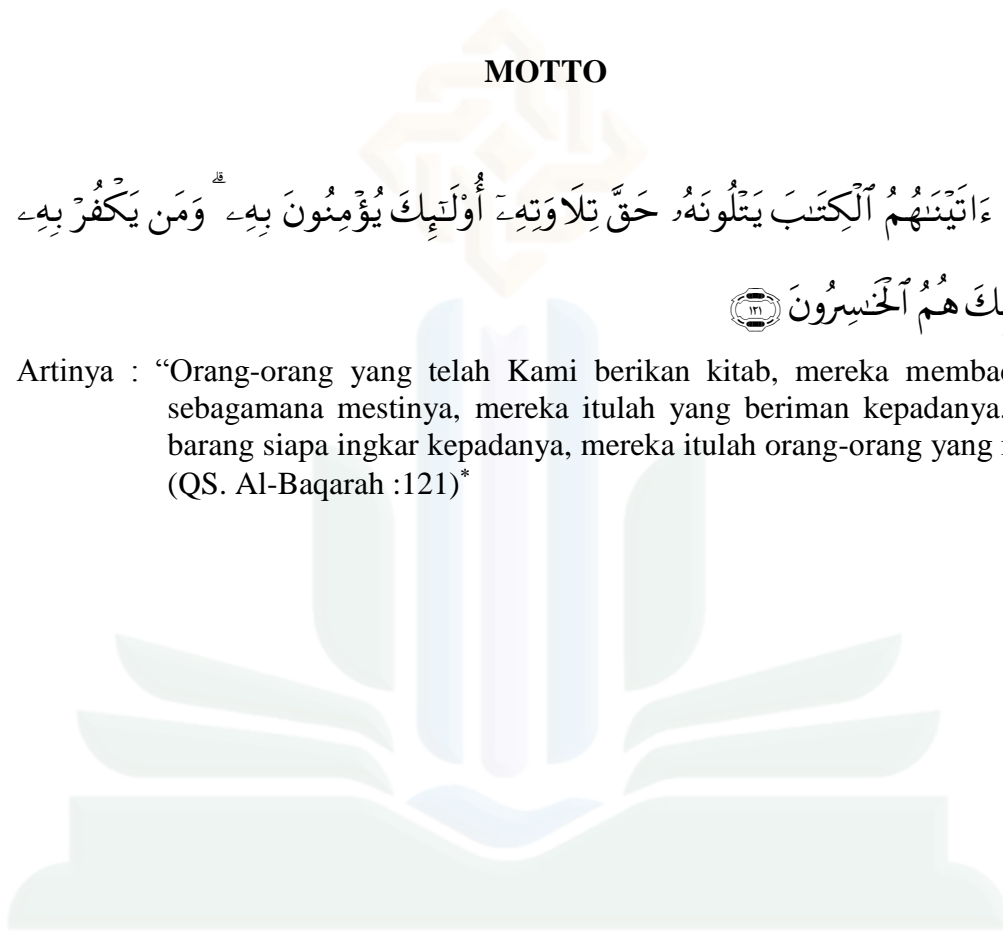 MOTTO
ءَاتَيْنَـٰهُمُ ٱلْكِتَـٰبَ يَتْلُونَهُۥ حَقَّ تِلَاوَتِهِۦٓ أُو۟لَـٰٓئِكَ يُؤْمِنُونَ بِهِۦ ۗ وَمَن يَكْفُرْ بِهِۦ
هُمُ ٱلْخَـٰسِرُونَ ١٢١
Artinya : “Orang-orang yang telah Kami berikan kitab, mereka
sebagamana mestinya, mereka itulah yang beriman kepadanya,
barang siapa ingkar kepadanya, mereka itulah orang-orang yang
(QS. Al-Baqarah :121)*